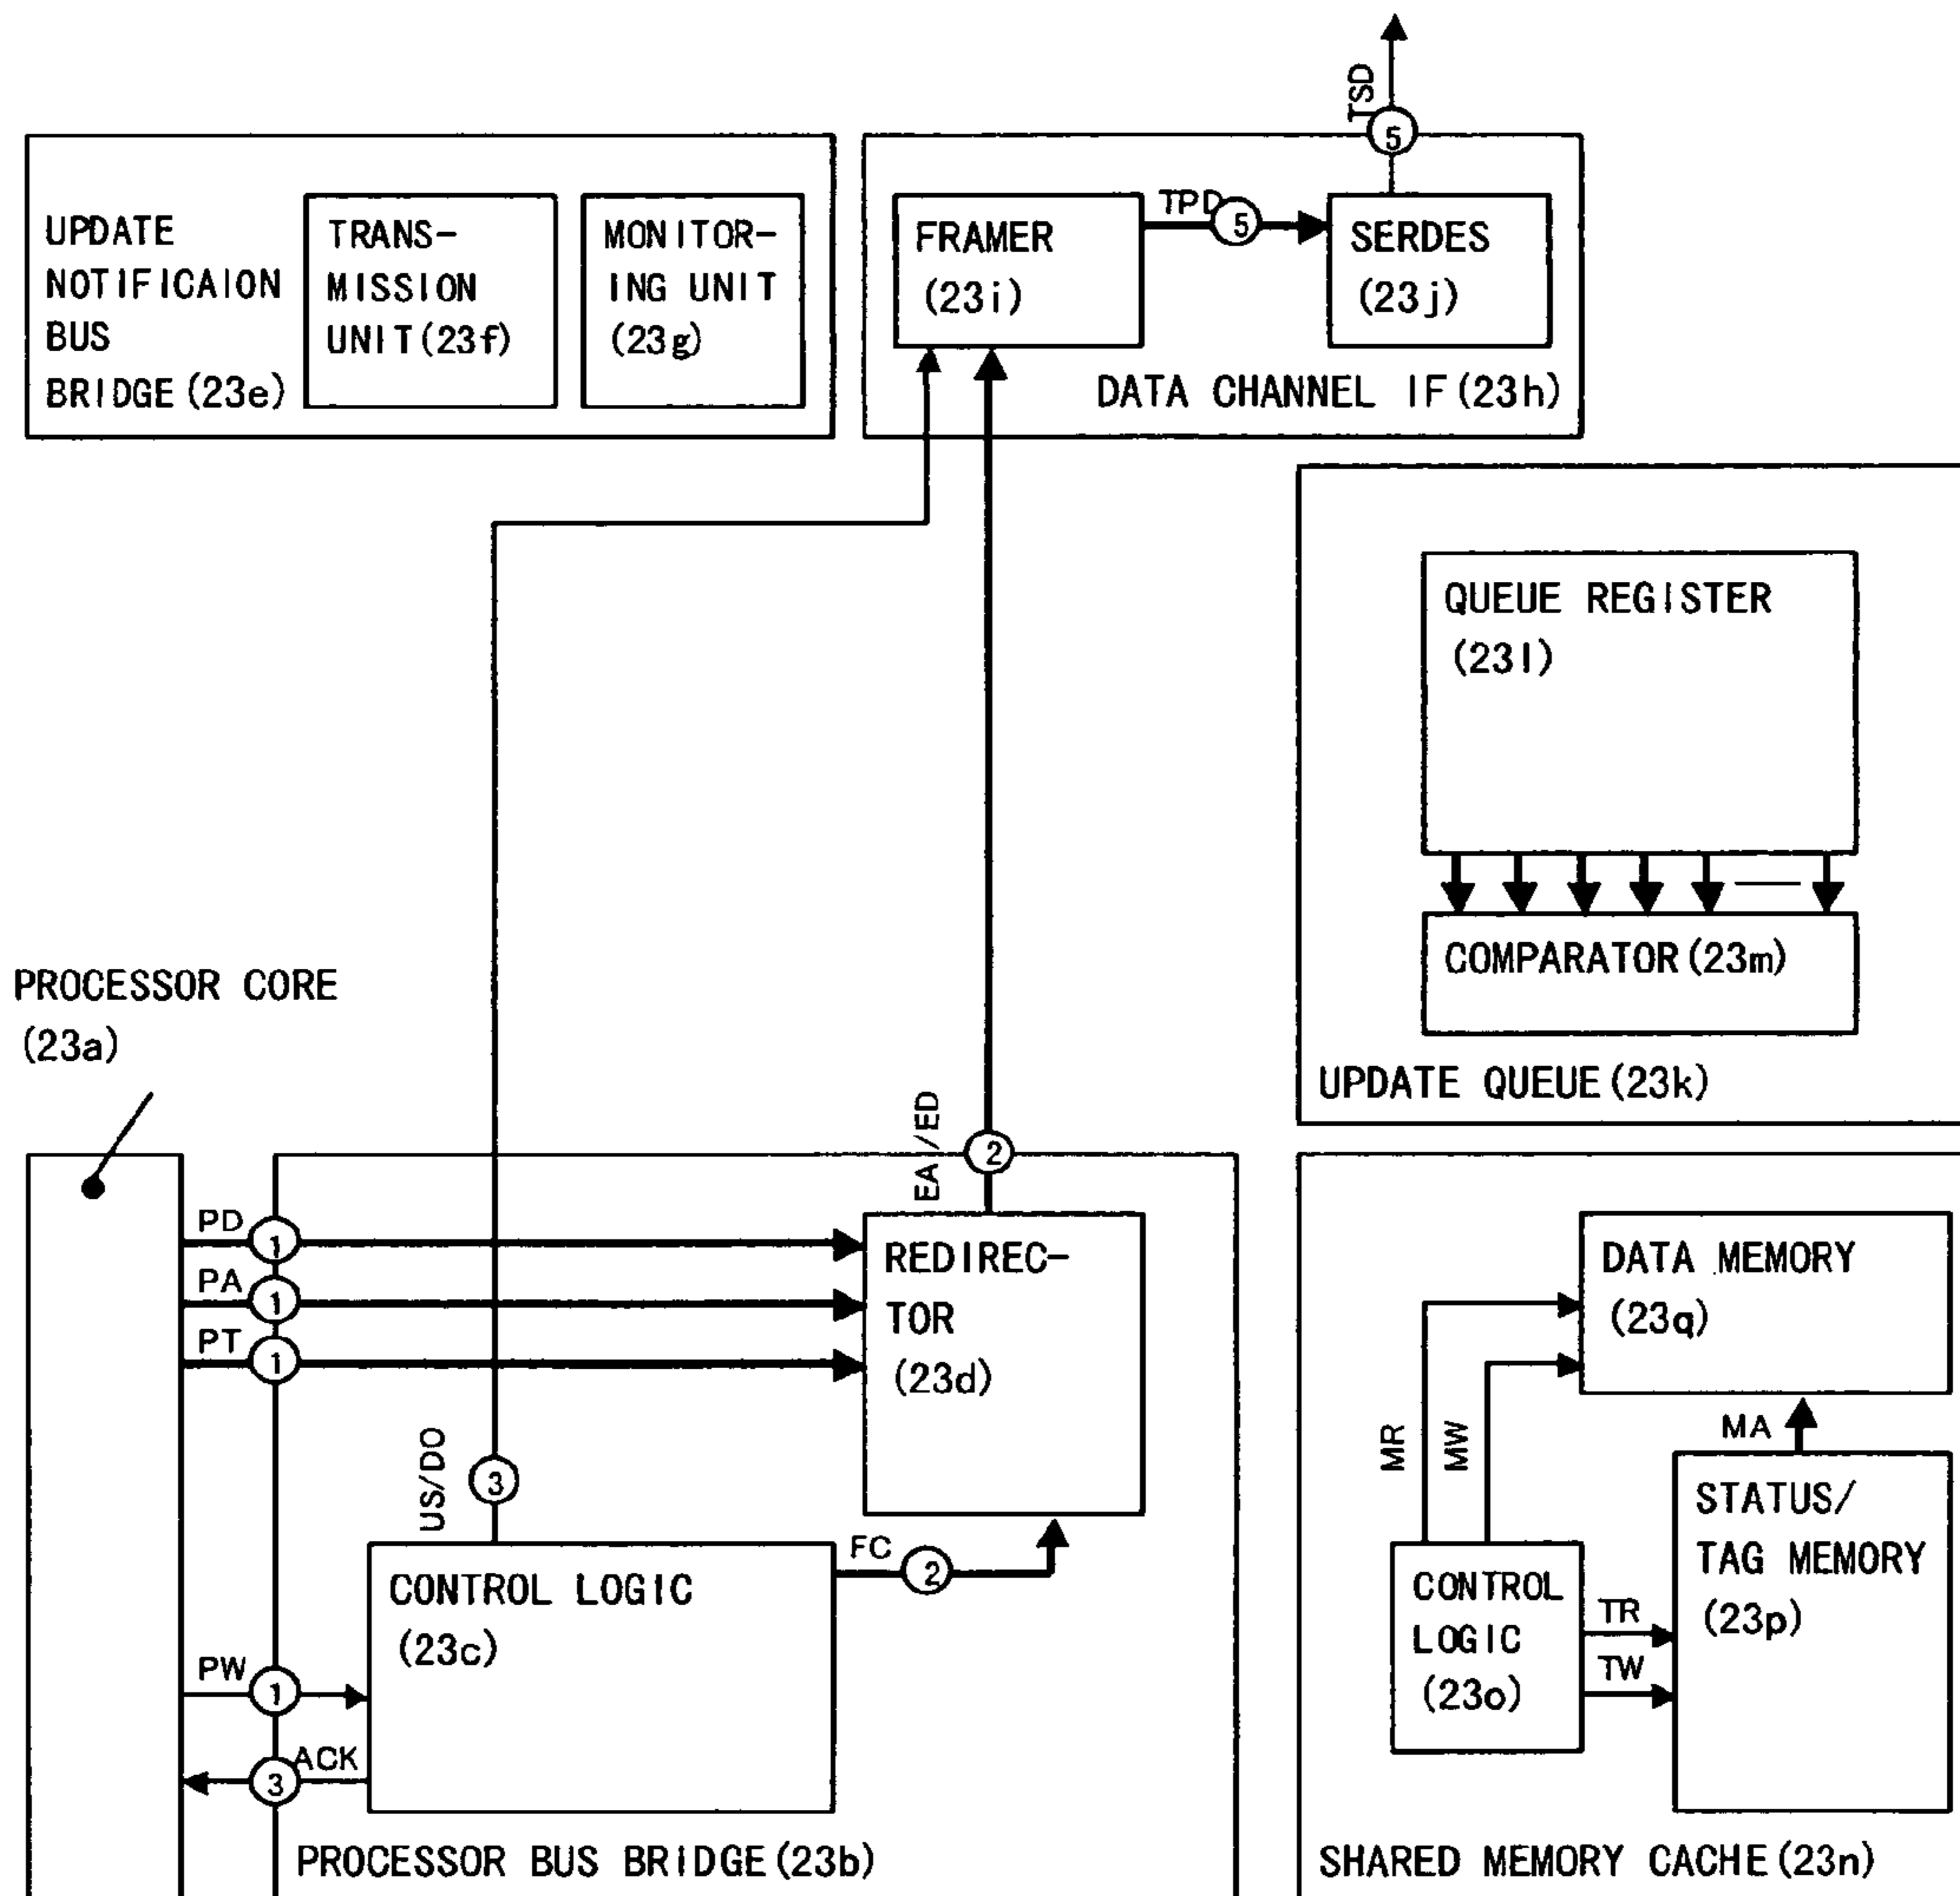 TSD
5
UPDATE
NOTIFICAION
BUS
BRIDGE(23e)
TRANS-
MISSION
UNIT(23f)
MONITOR-
ING UNIT
(23g)
FRAMER
(23i)
TPD
5
SERDES
(23j)
DATA CHANNEL IF(23h)
QUEUE REGISTER
(23l)
COMPARATOR(23m)
UPDATE QUEUE(23k)
PROCESSOR CORE
(23a)
EA/ED
2
PD
1
PA
1
PT
1
REDIREC-
TOR
(23d)
US/DO
3
FC
2
CONTROL LOGIC
(23c)
PW
1
ACK
3
PROCESSOR BUS BRIDGE(23b)
DATA MEMORY
(23q)
MR
MW
MA
STATUS/
TAG MEMORY
(23p)
CONTROL
LOGIC
(23o)
TR
TW
SHARED MEMORY CACHE(23n)